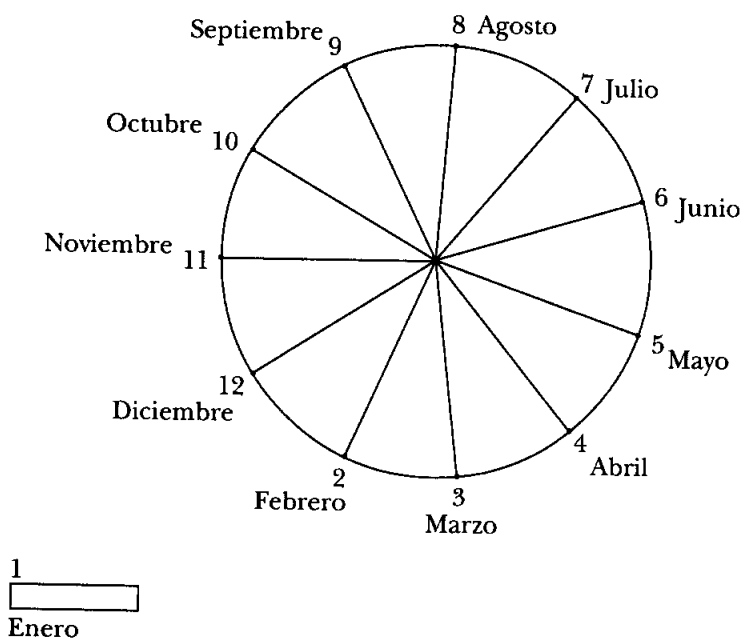 8 Agosto
Septiembre 9
7 Julio
Octubre 10
6 Junio
Noviembre 11
5 Mayo
12
Diciembre
4
Abril
2
Febrero
3
Marzo
1
Enero